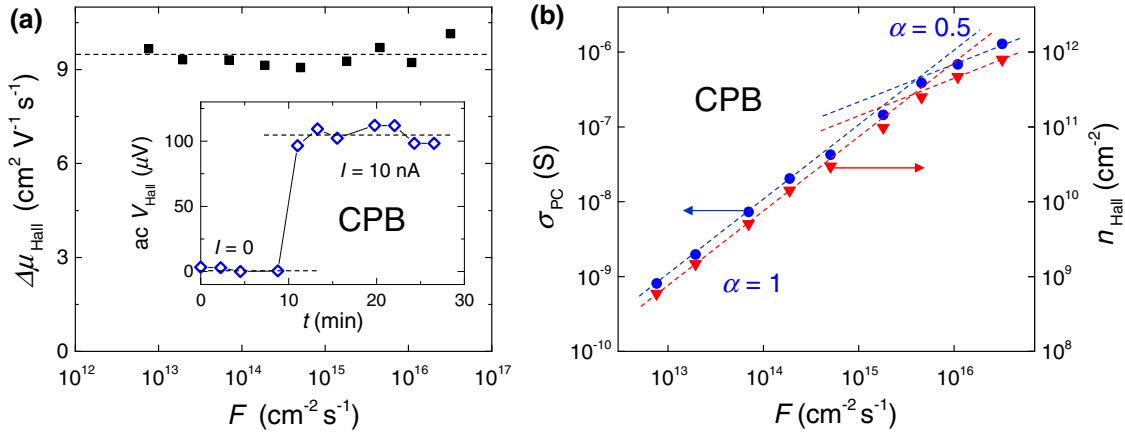 (a)
Δμ_Hall (cm² V⁻¹ s⁻¹)
12
9
6
3
0
10¹² 10¹³ 10¹⁴ 10¹⁵ 10¹⁶ 10¹⁷
F (cm⁻² s⁻¹)
ac V_Hall (μV)
100
50
0
I = 0
I = 10 nA
CPB
0 10 20 30
t (min)
(b)
σ_PC (S)
10⁻⁶
10⁻⁷
10⁻⁸
10⁻⁹
10⁻¹⁰
CPB
α = 0.5
α = 1
10¹³ 10¹⁴ 10¹⁵ 10¹⁶
F (cm⁻² s⁻¹)
10¹²
10¹¹
10¹⁰
10⁹
10⁸
n_Hall (cm⁻²)